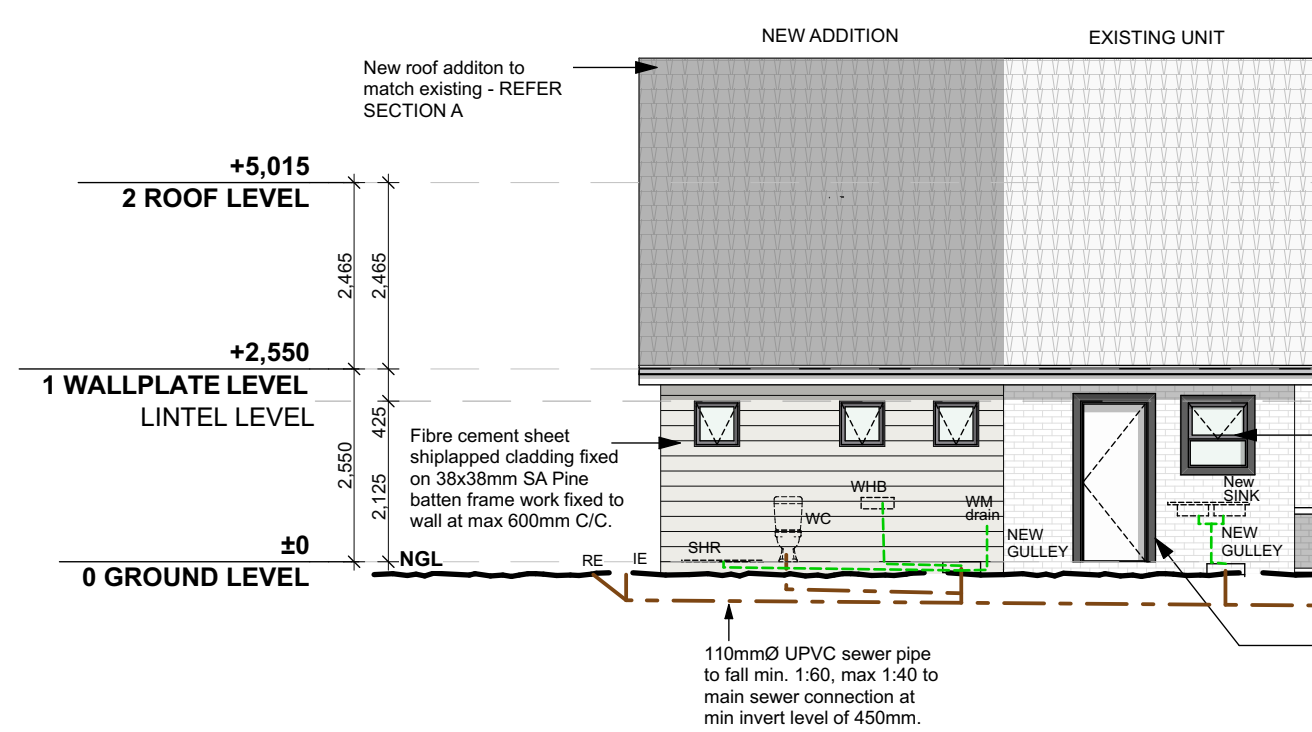 NEW ADDITION
EXISTING UNIT
New roof additon to
match existing - REFER
SECTION A
+5,015
2 ROOF LEVEL
2,465
2,465
+2,550
1 WALLPLATE LEVEL
LINTEL LEVEL
425
2,550
2,125
Fibre cement sheet
shiplapped cladding fixed
on 38x38mm SA Pine
batten frame work fixed to
wall at max 600mm C/C.
WHB
WC
WM
drain
New
SINK
SHR
NEW
GULLEY
NEW
GULLEY
±0
0 GROUND LEVEL
NGL
RE
IE
110mmØ UPVC sewer pipe
to fall min. 1:60, max 1:40 to
main sewer connection at
min invert level of 450mm.